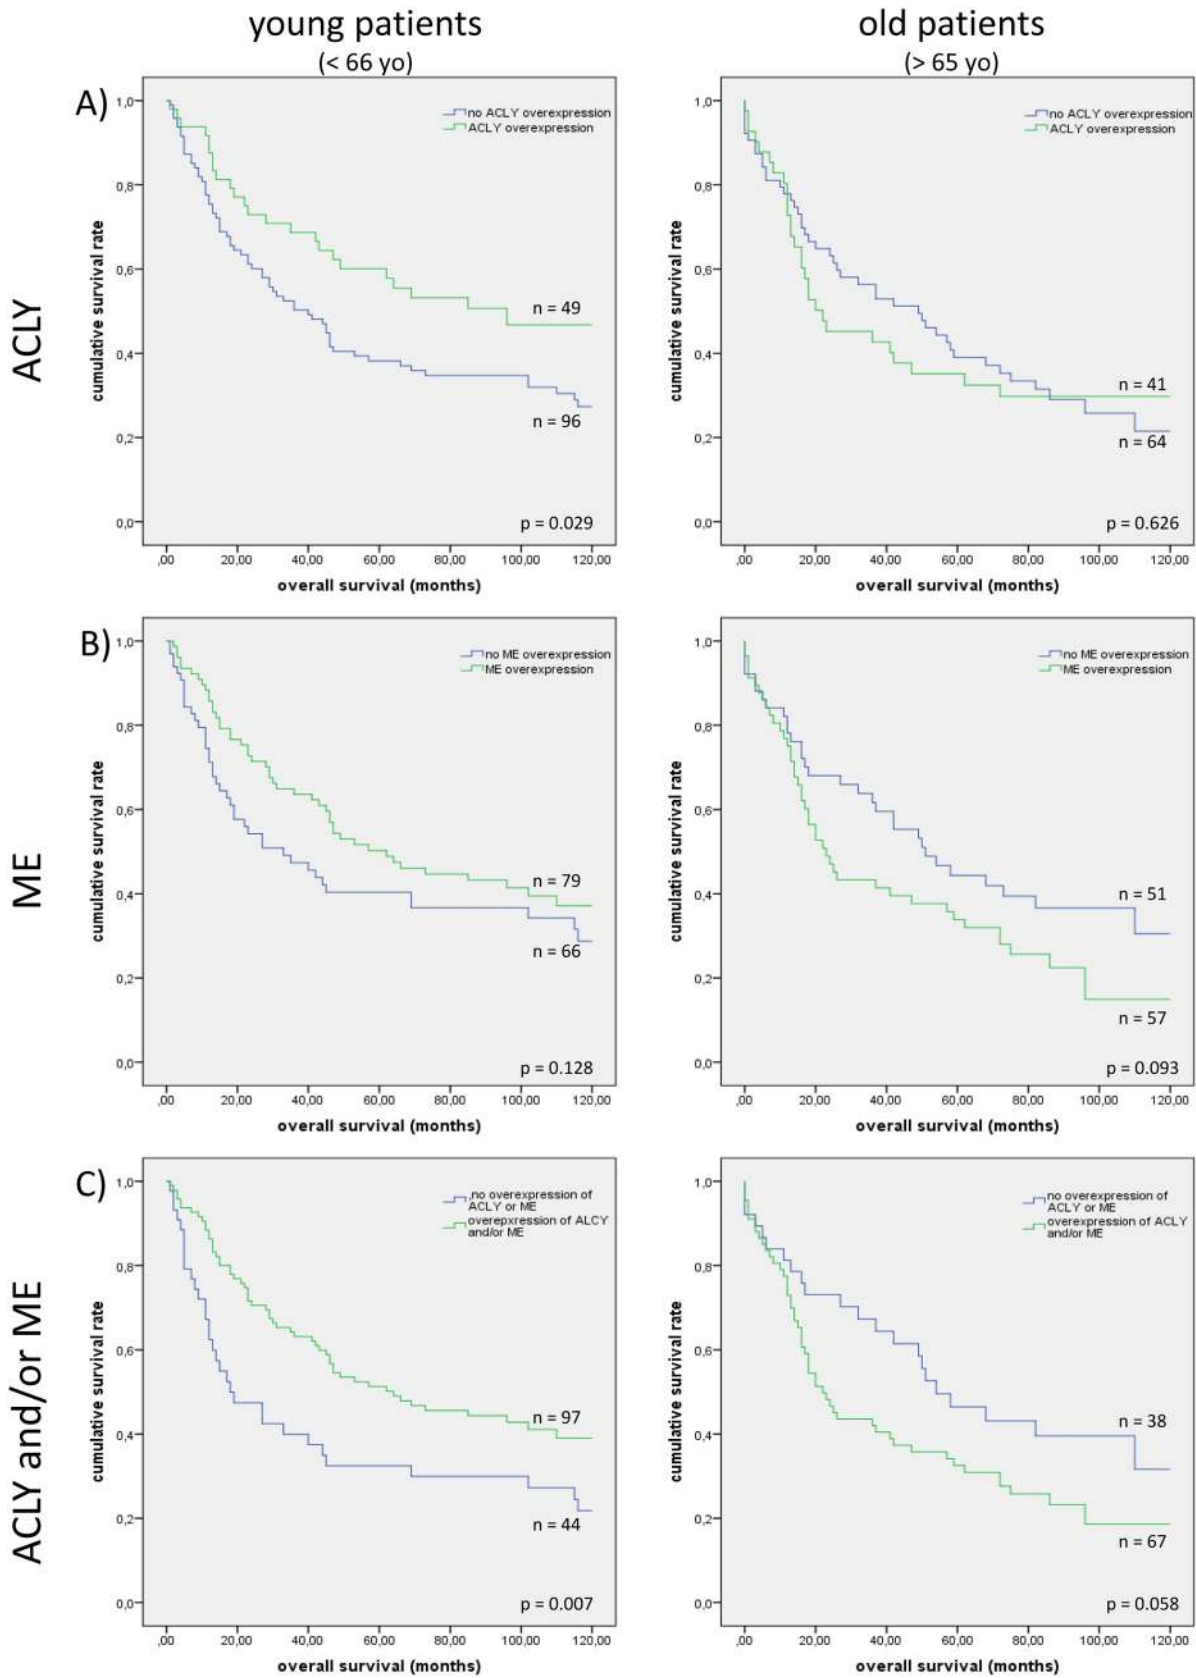 young patients
(< 66 yo)
old patients
(> 65 yo)
A)
ACLY
cumulative survival rate
1,0
0,8
0,6
0,4
0,2
0,0
no ACLY overexpression
ACLY overexpression
n = 49
n = 96
p = 0.029
,00 20,00 40,00 60,00 80,00 100,00 120,00
overall survival (months)
cumulative survival rate
1,0
0,8
0,6
0,4
0,2
0,0
no ACLY overexpression
ACLY overexpression
n = 41
n = 64
p = 0.626
,00 20,00 40,00 60,00 80,00 100,00 120,00
overall survival (months)
B)
ME
cumulative survival rate
1,0
0,8
0,6
0,4
0,2
0,0
no ME overexpression
ME overexpression
n = 79
n = 66
p = 0.128
,00 20,00 40,00 60,00 80,00 100,00 120,00
overall survival (months)
cumulative survival rate
1,0
0,8
0,6
0,4
0,2
0,0
no ME overexpression
ME overexpression
n = 51
n = 57
p = 0.093
,00 20,00 40,00 60,00 80,00 100,00 120,00
overall survival (months)
C)
ACLY and/or ME
cumulative survival rate
1,0
0,8
0,6
0,4
0,2
0,0
,no overexpression of
ACLY or ME
overepxression of ALCY
and/or ME
n = 97
n = 44
p = 0.007
,00 20,00 40,00 60,00 80,00 100,00 120,00
overall survival (months)
cumulative survival rate
1,0
0,8
0,6
0,4
0,2
0,0
no overexpression of
ACLY or ME
overexpression of ACLY
and/or ME
n = 38
n = 67
p = 0.058
,00 20,00 40,00 60,00 80,00 100,00 120,00
overall survival (months)